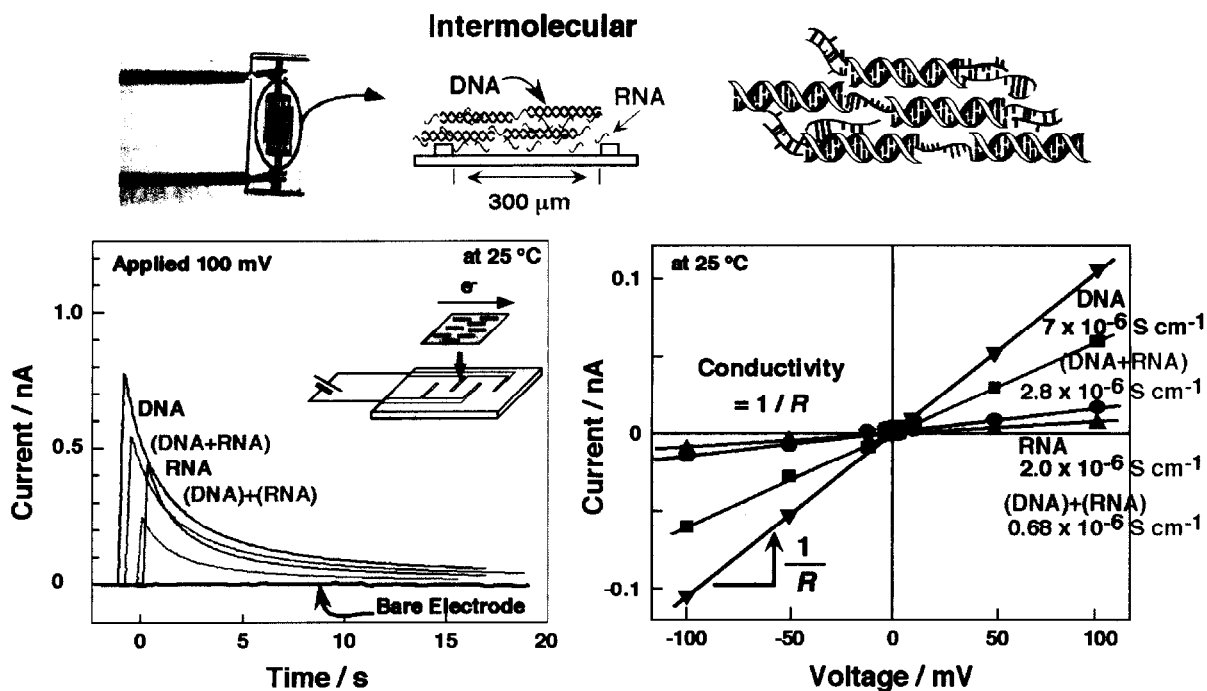 Intermolecular
DNA
RNA
300 μm
Applied 100 mV
at 25 ºC
e-
1.0
0.5
0
DNA
(DNA+RNA)
RNA
(DNA)+(RNA)
Bare Electrode
Current / nA
0
5
10
15
20
Time / s
at 25 ºC
0.1
0
-0.1
Conductivity
= 1 / R
DNA
7 x 10-6 S cm-1
(DNA+RNA)
2.8 x 10-6 S cm-1
RNA
2.0 x 10-6 S cm-1
(DNA)+(RNA)
0.68 x 10-6 S cm-1
1
R
Current / nA
-100
-50
0
50
100
Voltage / mV